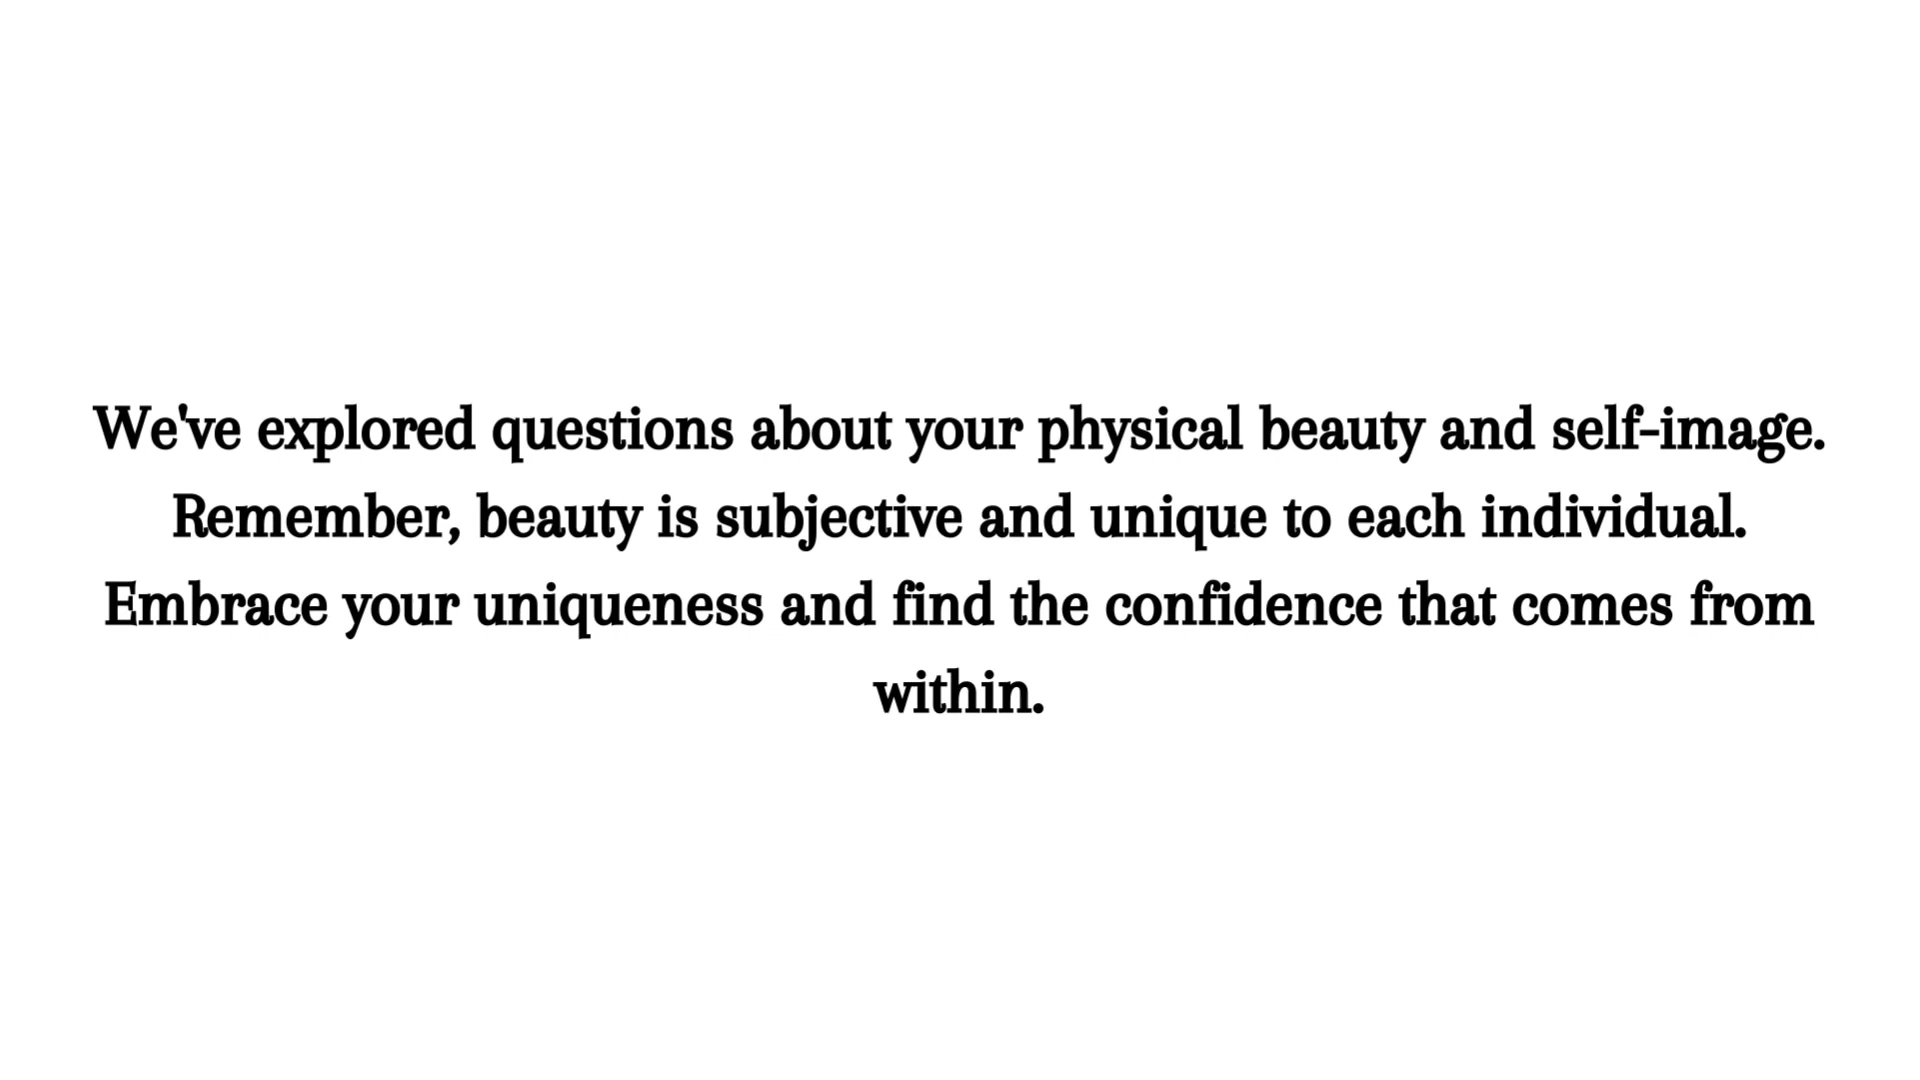 We've explored questions about your physical beauty and self-image.
Remember, beauty is subjective and unique to each individual.
Embrace your uniqueness and find the confidence that comes from
within.